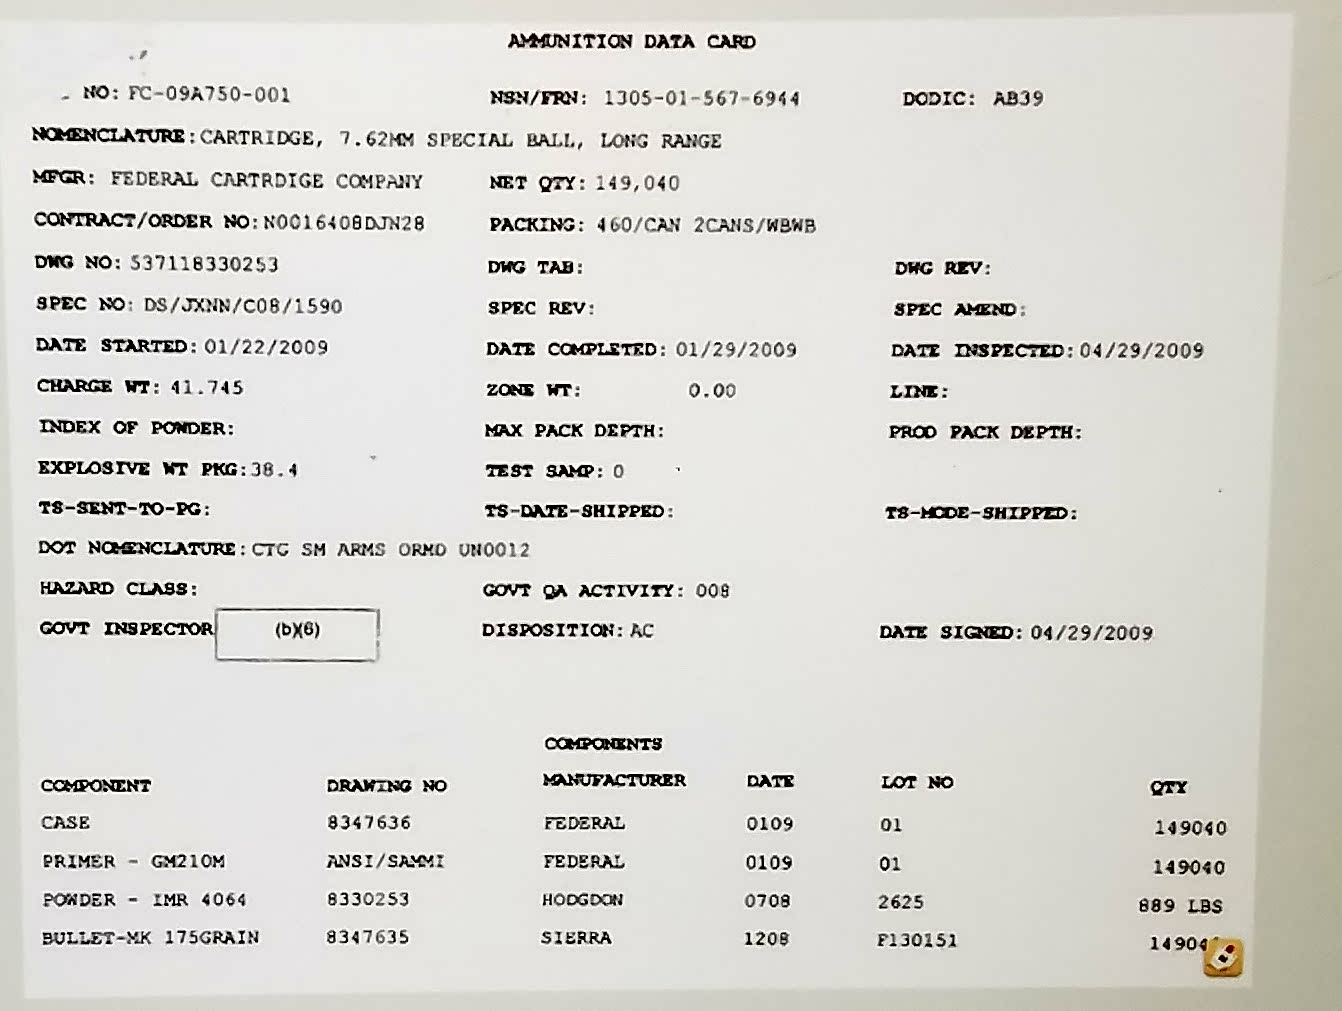 AMMUNITION DATA CARD
NO: FC-09A750-001 NSN/FRN: 1305-01-567-6944 DODIC: AB39
NOMENCLATURE: CARTRIDGE, 7.62MM SPECIAL BALL, LONG RANGE
MFGR: FEDERAL CARTRDIGE COMPANY NET QTY: 149,040
CONTRACT/ORDER NO: N0016408DJN28 PACKING: 460/CAN 2CANS/WBWB
DWG NO: 537118330253 DWG TAB: DWG REV:
SPEC NO: DS/JXNN/C08/1590 SPEC REV: SPEC AMEND:
DATE STARTED: 01/22/2009 DATE COMPLETED: 01/29/2009 DATE INSPECTED: 04/29/2009
CHARGE WT: 41.745 ZONE WT: 0.00 LINE:
INDEX OF POWDER: MAX PACK DEPTH: PROD PACK DEPTH:
EXPLOSIVE WT PKG: 38.4 TEST SAMP: 0
TS-SENT-TO-PG: TS-DATE-SHIPPED: TS-MODE-SHIPPED:
DOT NOMENCLATURE: CTG SM ARMS ORMD UN0012
HAZARD CLASS: GOVT QA ACTIVITY: 008
GOVT INSPECTOR (b)(6) DISPOSITION: AC DATE SIGNED: 04/29/2009
COMPONENTS
COMPONENT DRAWING NO MANUFACTURER DATE LOT NO QTY
CASE 8347636 FEDERAL 0109 01 149040
PRIMER - GM210M ANSI/SAMMI FEDERAL 0109 01 149040
POWDER - IMR 4064 8330253 HODGDON 0708 2625 889 LBS
BULLET-MK 175GRAIN 8347635 SIERRA 1208 F130151